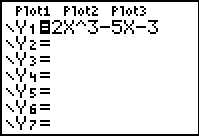 Plot1 Plot2 Plot3
\Y1=2X^3-5X-3
\Y2=
\Y3=
\Y4=
\Y5=
\Y6=
\Y7=